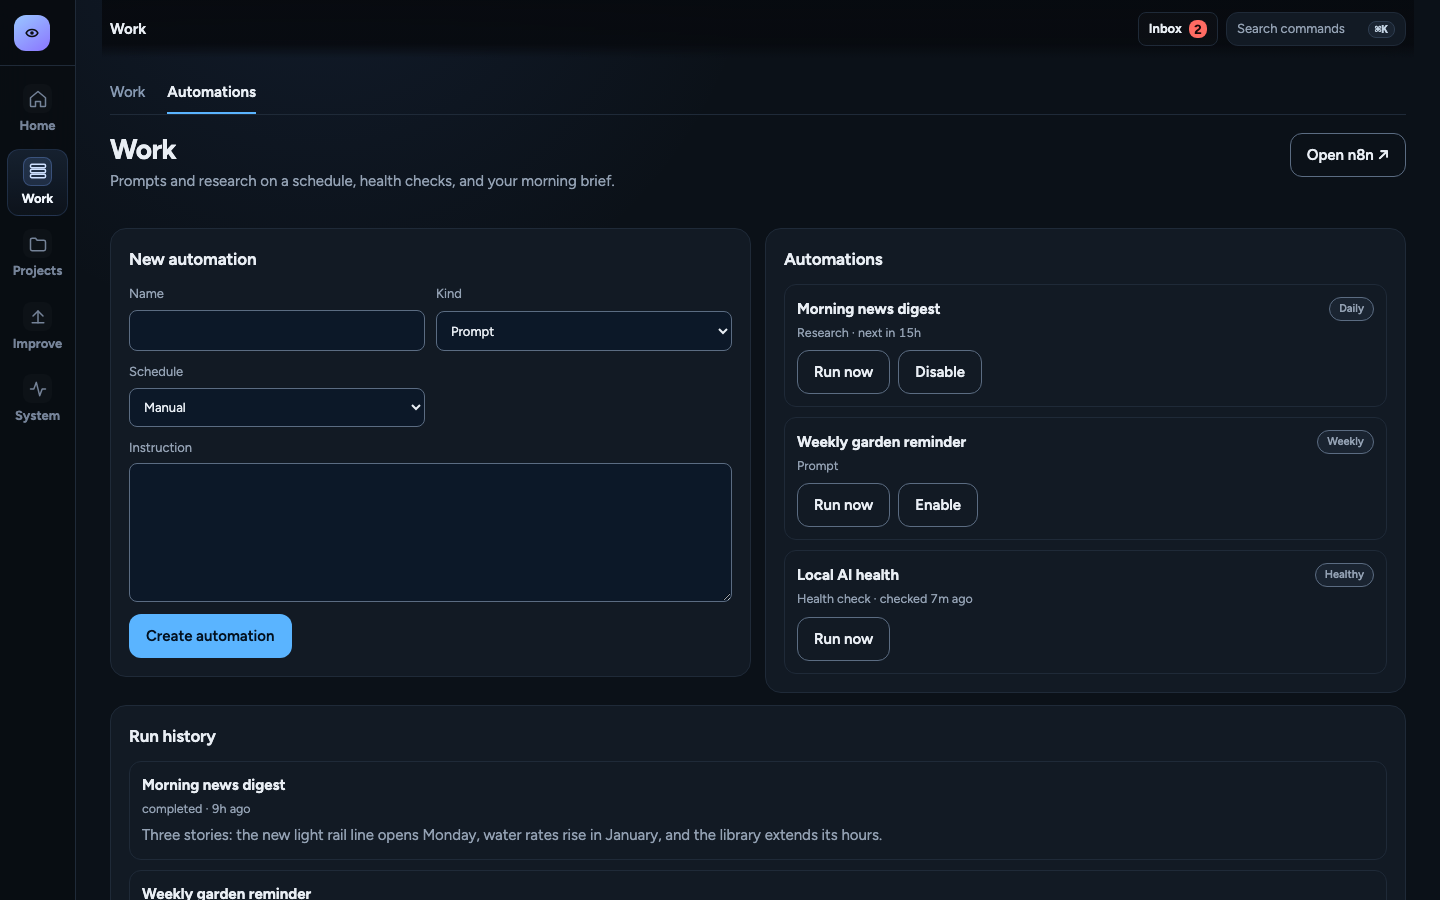 Work
Inbox 2
Search commands ⌘K
Home
Work
Projects
Improve
System
Work
Automations
Work
Prompts and research on a schedule, health checks, and your morning brief.
Open n8n ↗
New automation
Name
Kind
Prompt
Schedule
Manual
Instruction
Create automation
Automations
Morning news digest
Daily
Research · next in 15h
Run now
Disable
Weekly garden reminder
Weekly
Prompt
Run now
Enable
Local AI health
Healthy
Health check · checked 7m ago
Run now
Run history
Morning news digest
completed · 9h ago
Three stories: the new light rail line opens Monday, water rates rise in January, and the library extends its hours.
Weekly garden reminder